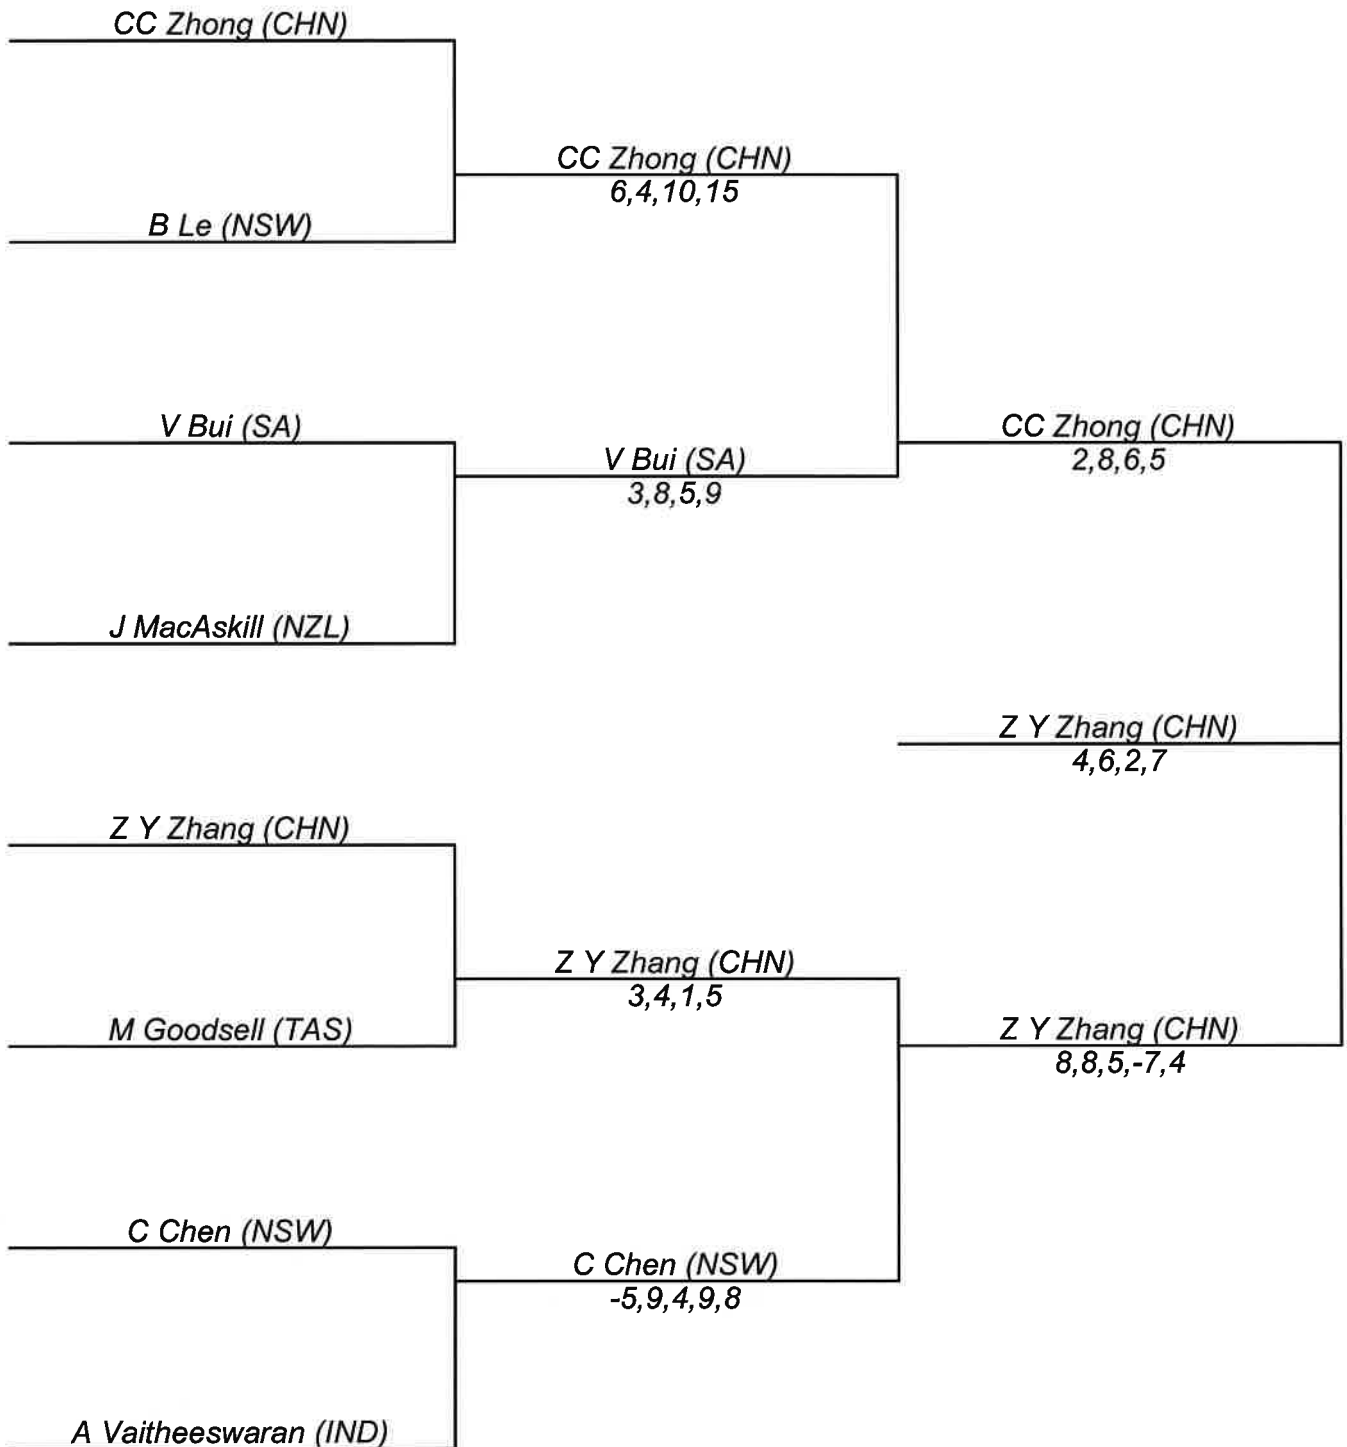 CC Zhong (CHN)
CC Zhong (CHN)
6,4,10,15
B Le (NSW)
V Bui (SA)
CC Zhong (CHN)
2,8,6,5
V Bui (SA)
3,8,5,9
J MacAskill (NZL)
Z Y Zhang (CHN)
4,6,2,7
Z Y Zhang (CHN)
Z Y Zhang (CHN)
3,4,1,5
M Goodsell (TAS)
Z Y Zhang (CHN)
8,8,5,-7,4
C Chen (NSW)
C Chen (NSW)
-5,9,4,9,8
A Vaitheeswaran (IND)